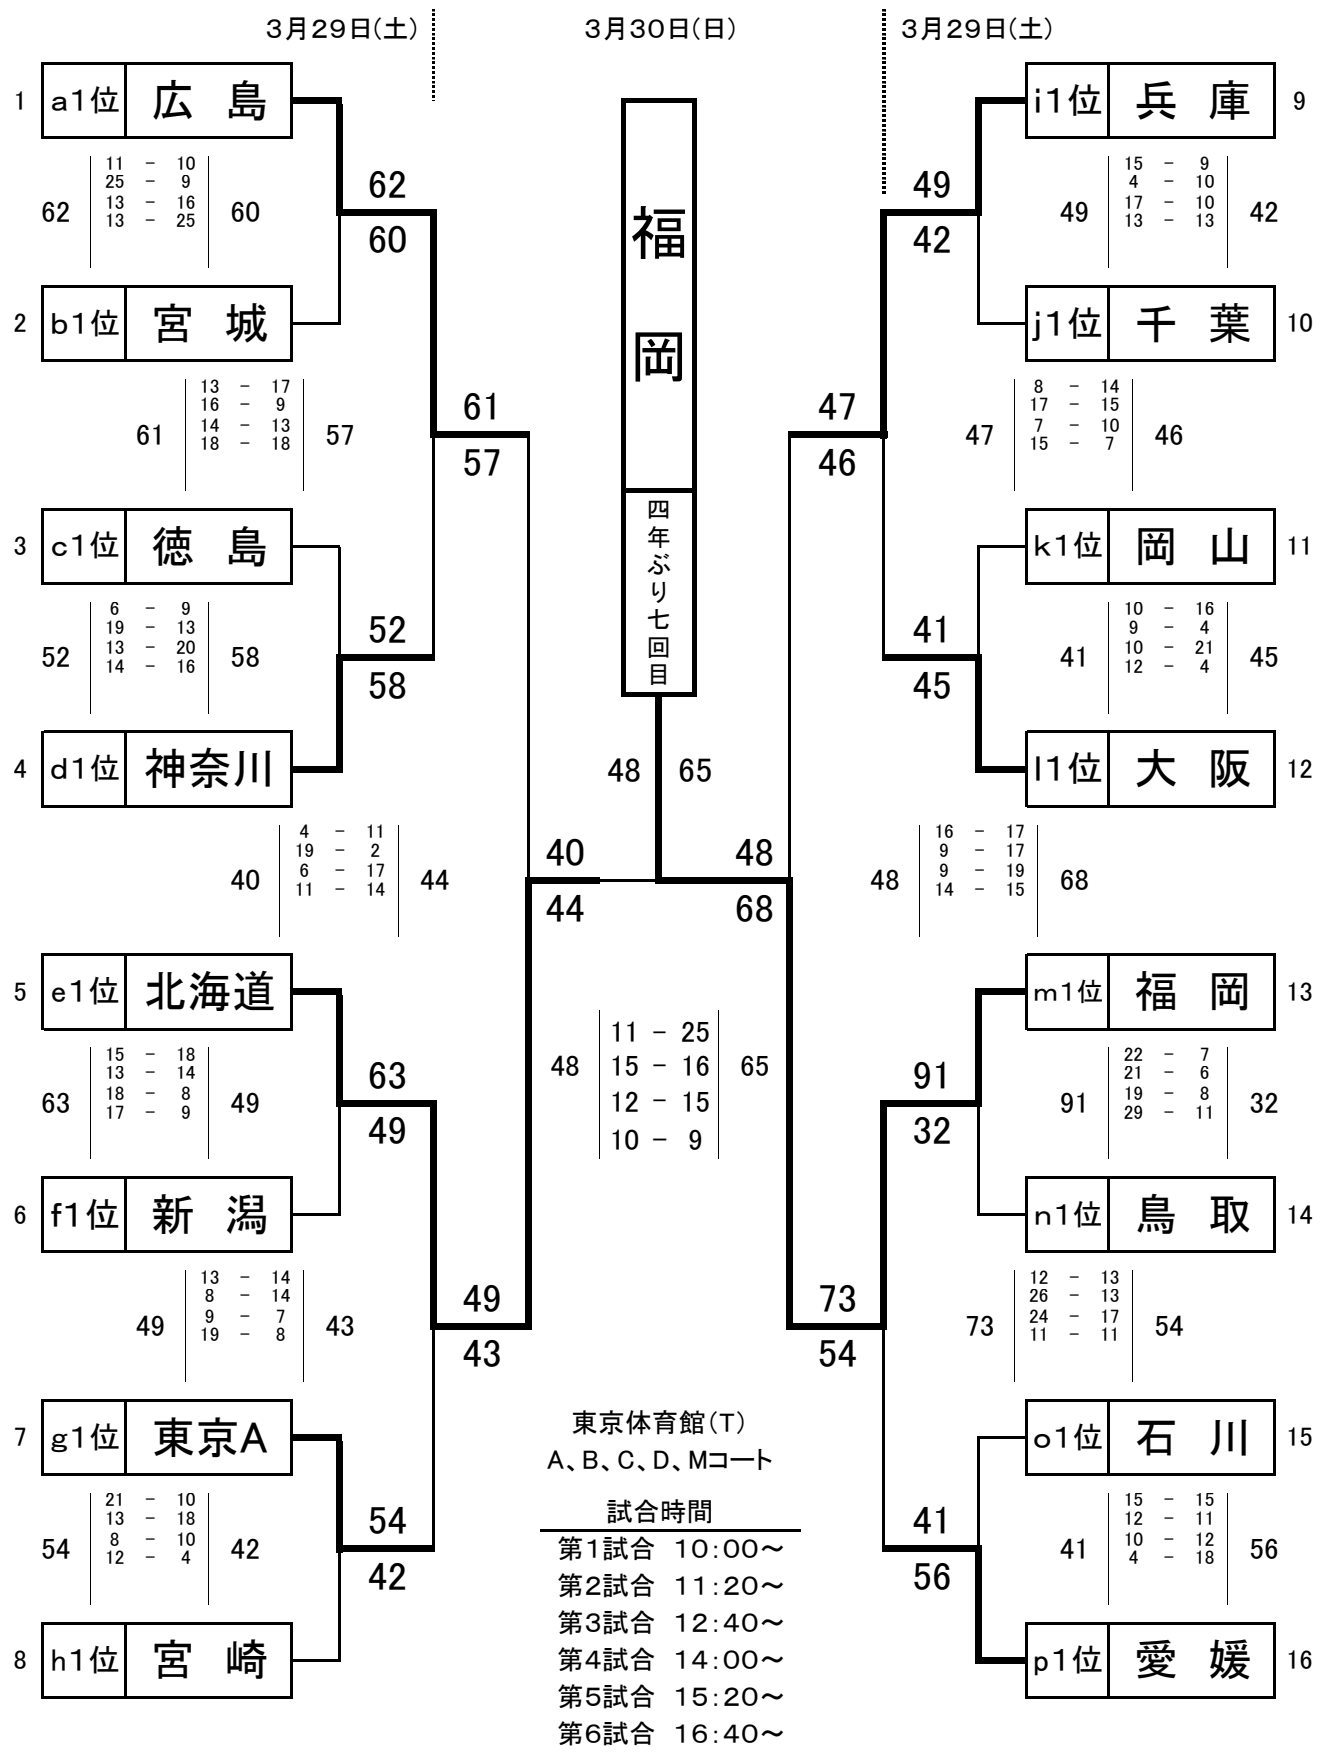 3月29日(土)
3月30日(日)
3月29日(土)
1 a1位 広 島
11 － 10
25 － 9
13 － 16
13 － 25
62 60
62
60
2 b1位 宮 城
13 － 17
16 － 9
14 － 13
18 － 18
61 57
61
57
3 c1位 徳 島
6 － 9
19 － 13
13 － 20
14 － 16
52 58
52
58
4 d1位 神奈川
4 － 11
19 － 2
6 － 17
11 － 14
40 44
40
44
5 e1位 北海道
15 － 18
13 － 14
18 － 8
17 － 9
63 49
63
49
6 f1位 新 潟
13 － 14
8 － 14
9 － 7
19 － 8
49 43
49
43
7 g1位 東京A
21 － 10
13 － 18
8 － 10
12 － 4
54 42
54
42
8 h1位 宮 崎
福岡
四年ぶり七回目
48 65
11 － 25
15 － 16
12 － 15
10 － 9
48 65
東京体育館(T)
A、B、C、D、Mコート
試合時間
第1試合 10:00～
第2試合 11:20～
第3試合 12:40～
第4試合 14:00～
第5試合 15:20～
第6試合 16:40～
i1位 兵 庫 9
15 － 9
4 － 10
17 － 10
13 － 13
49 42
49
42
j1位 千 葉 10
8 － 14
17 － 15
7 － 10
15 － 7
47 46
47
46
k1位 岡 山 11
10 － 16
9 － 4
10 － 21
12 － 4
41 45
41
45
l1位 大 阪 12
16 － 17
9 － 17
9 － 19
14 － 15
48 68
48
68
m1位 福 岡 13
22 － 7
21 － 6
19 － 8
29 － 11
91 32
91
32
n1位 鳥 取 14
12 － 13
26 － 13
24 － 17
11 － 11
73 54
73
54
o1位 石 川 15
15 － 15
12 － 11
10 － 12
4 － 18
41 56
41
56
p1位 愛 媛 16